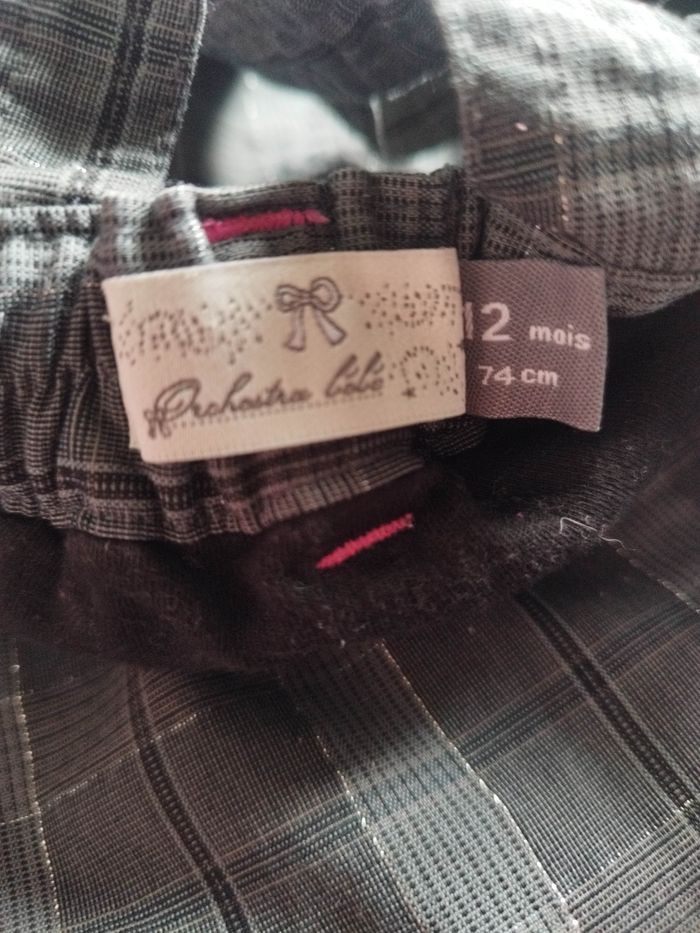 Orchestra bébé
12 mois
74 cm